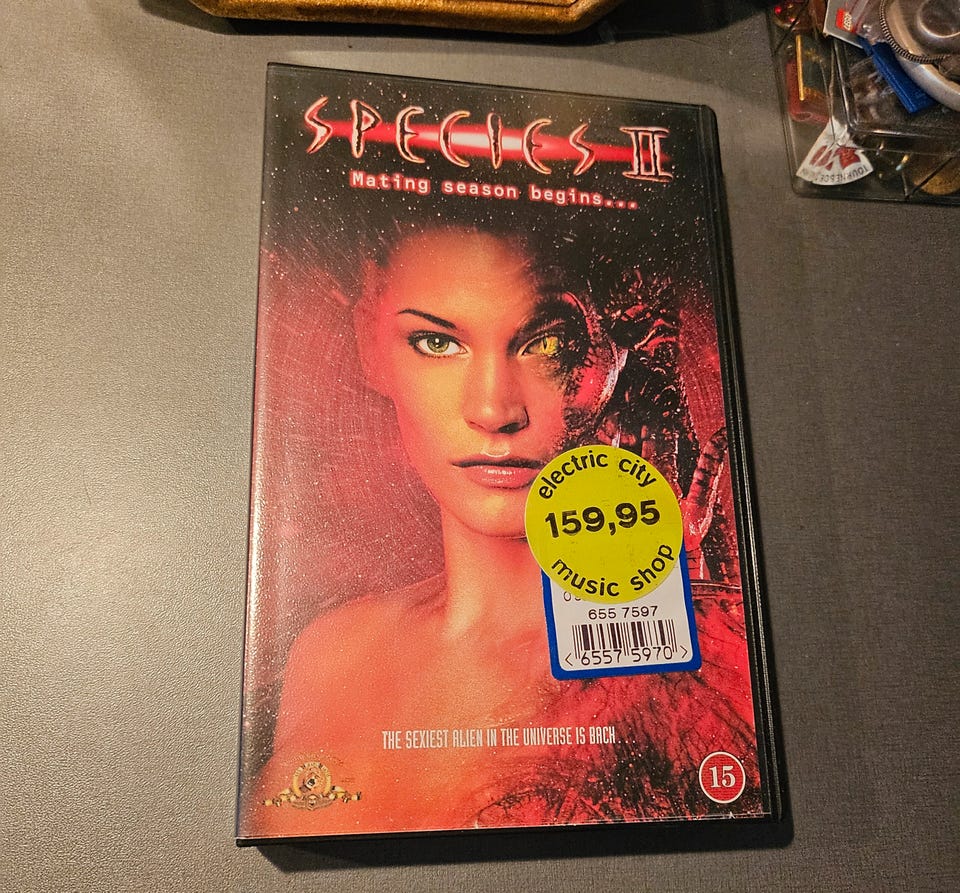 SPECIES II
Mating season begins...
electric city
159,95
music shop
655 7597
<6557 5970>
THE SEXIEST ALIEN IN THE UNIVERSE IS BACK
15
LEGO